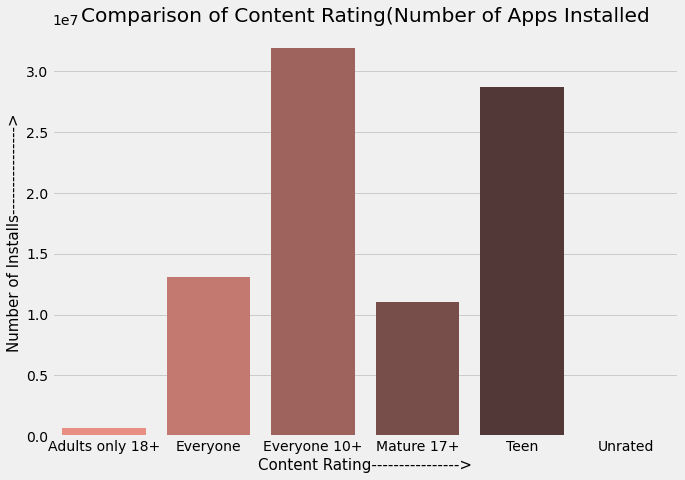 Comparison of Content Rating(Number of Apps Installed
1e7
3.0
2.5
2.0
1.5
1.0
0.5
0.0
Number of Installs---------------->
Adults only 18+ Everyone Everyone 10+ Mature 17+ Teen Unrated
Content Rating---------------->